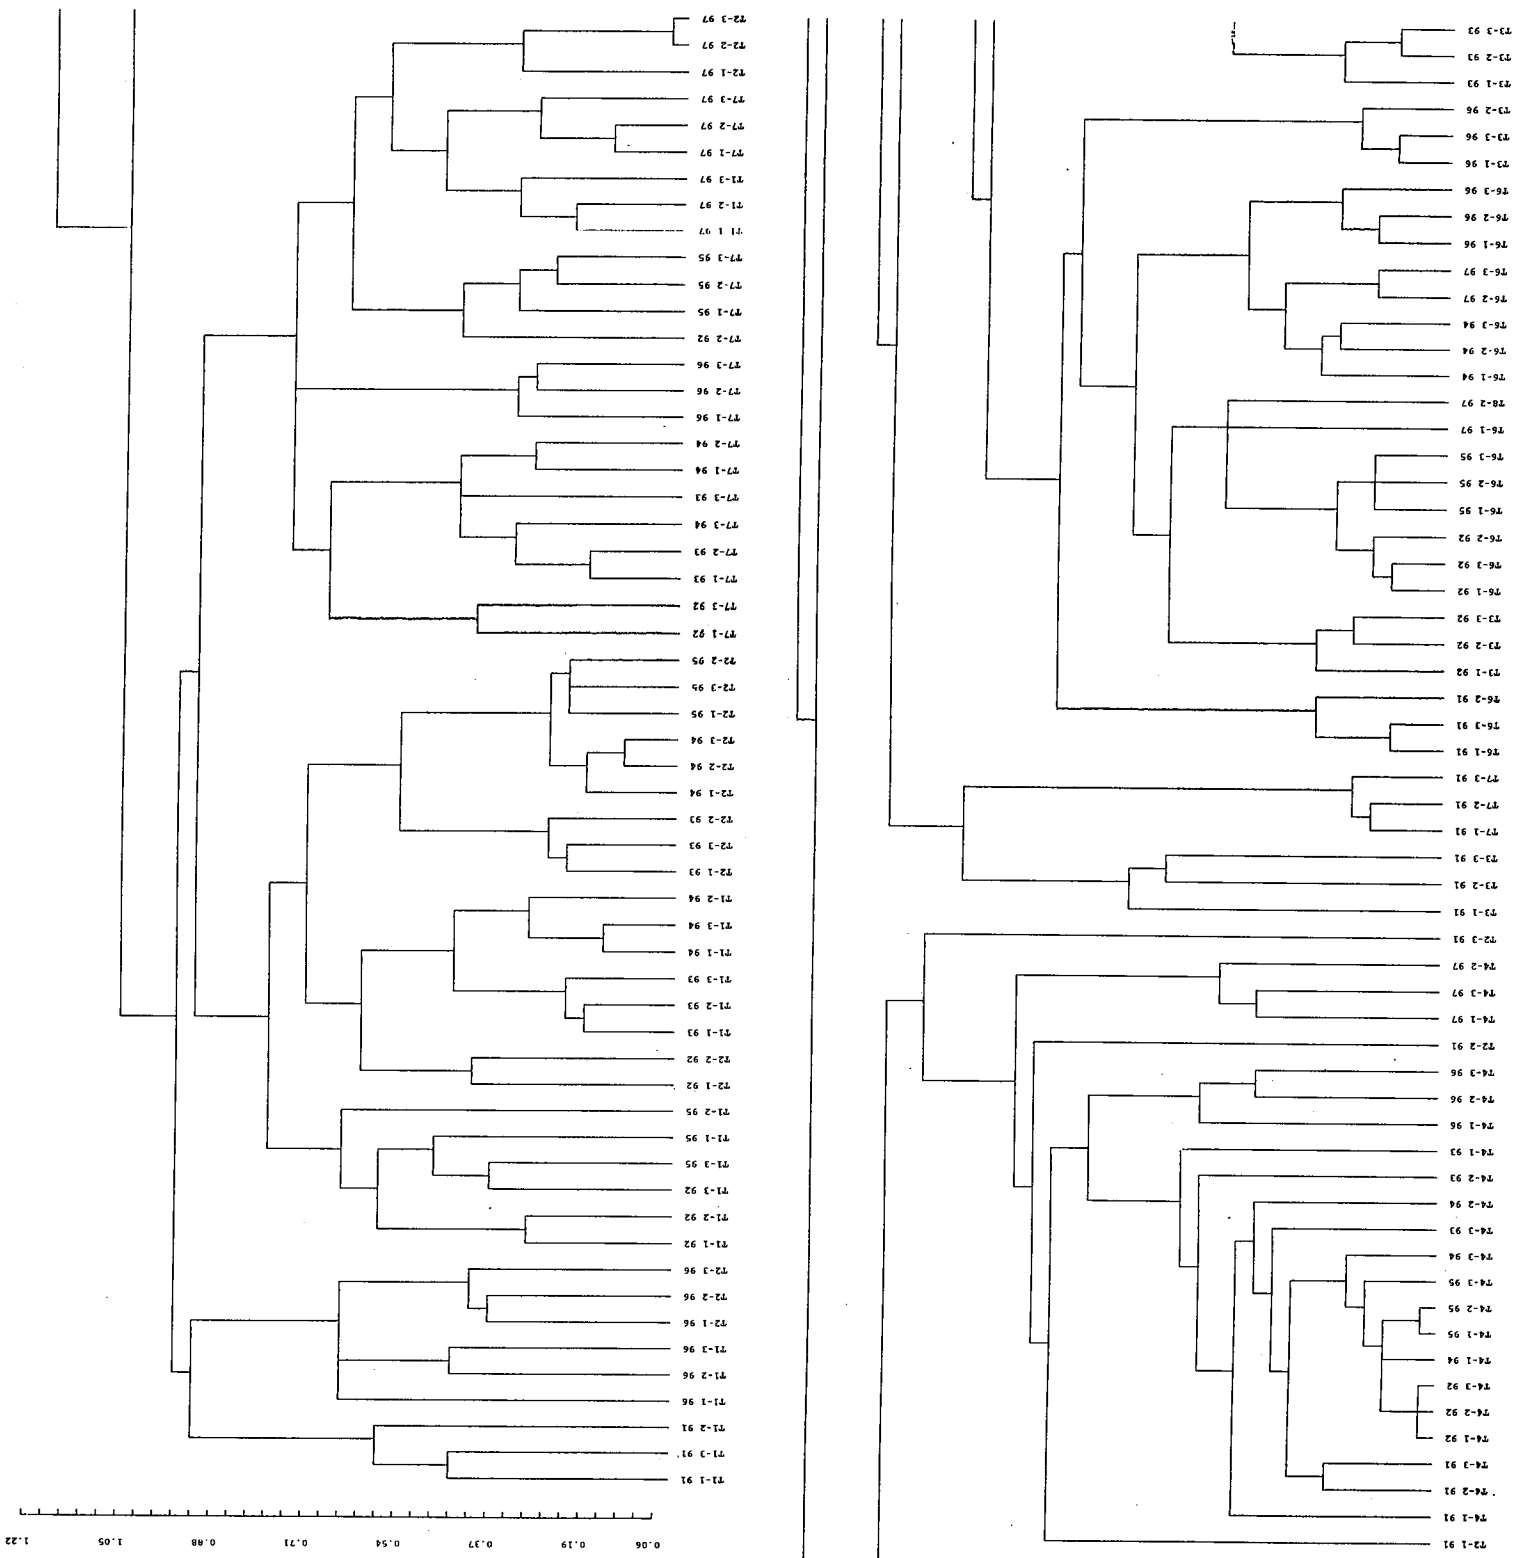 0.06 0.19 0.37 0.54 0.71 0.88 1.05 1.22
T1-1 91
T1-3 91
T1-2 91
T1-1 96
T1-2 96
T1-3 96
T2-1 96
T2-2 96
T2-3 96
T1-1 92
T1-2 92
T1-3 92
T1-3 95
T1-1 95
T1-2 95
T2-1 92
T2-2 92
T1-1 93
T1-2 93
T1-3 93
T1-1 94
T1-3 94
T1-2 94
T2-1 93
T2-3 93
T2-2 93
T2-1 94
T2-2 94
T2-3 94
T2-1 95
T2-3 95
T2-2 95
T7-1 92
T7-3 92
T7-1 93
T7-2 93
T7-3 94
T7-3 93
T7-1 94
T7-2 94
T7-1 96
T7-2 96
T7-3 96
T7-2 92
T7-1 95
T7-2 95
T7-3 95
T1 1 97
T1-2 97
T1-3 97
T7-1 97
T7-2 97
T7-3 97
T2-1 97
T2-2 97
T2-3 97
T2-1 91
T4-1 91
T4-2 91
T4-3 91
T4-1 92
T4-2 92
T4-3 92
T4-1 94
T4-1 95
T4-2 95
T4-3 95
T4-3 94
T4-3 93
T4-2 94
T4-2 93
T4-1 93
T4-1 96
T4-2 96
T4-3 96
T2-2 91
T4-1 97
T4-3 97
T4-2 97
T2-3 91
T3-1 91
T3-2 91
T3-3 91
T7-1 91
T7-2 91
T7-3 91
T6-1 91
T6-3 91
T6-2 91
T3-1 92
T3-2 92
T3-3 92
T6-1 92
T6-3 92
T6-2 92
T6-1 95
T6-2 95
T6-3 95
T6-1 97
T8-2 97
T6-1 94
T6-2 94
T6-3 94
T6-2 97
T6-3 97
T6-1 96
T6-2 96
T6-3 96
T3-1 96
T3-3 96
T3-2 96
T3-1 93
T3-2 93
T3-3 93